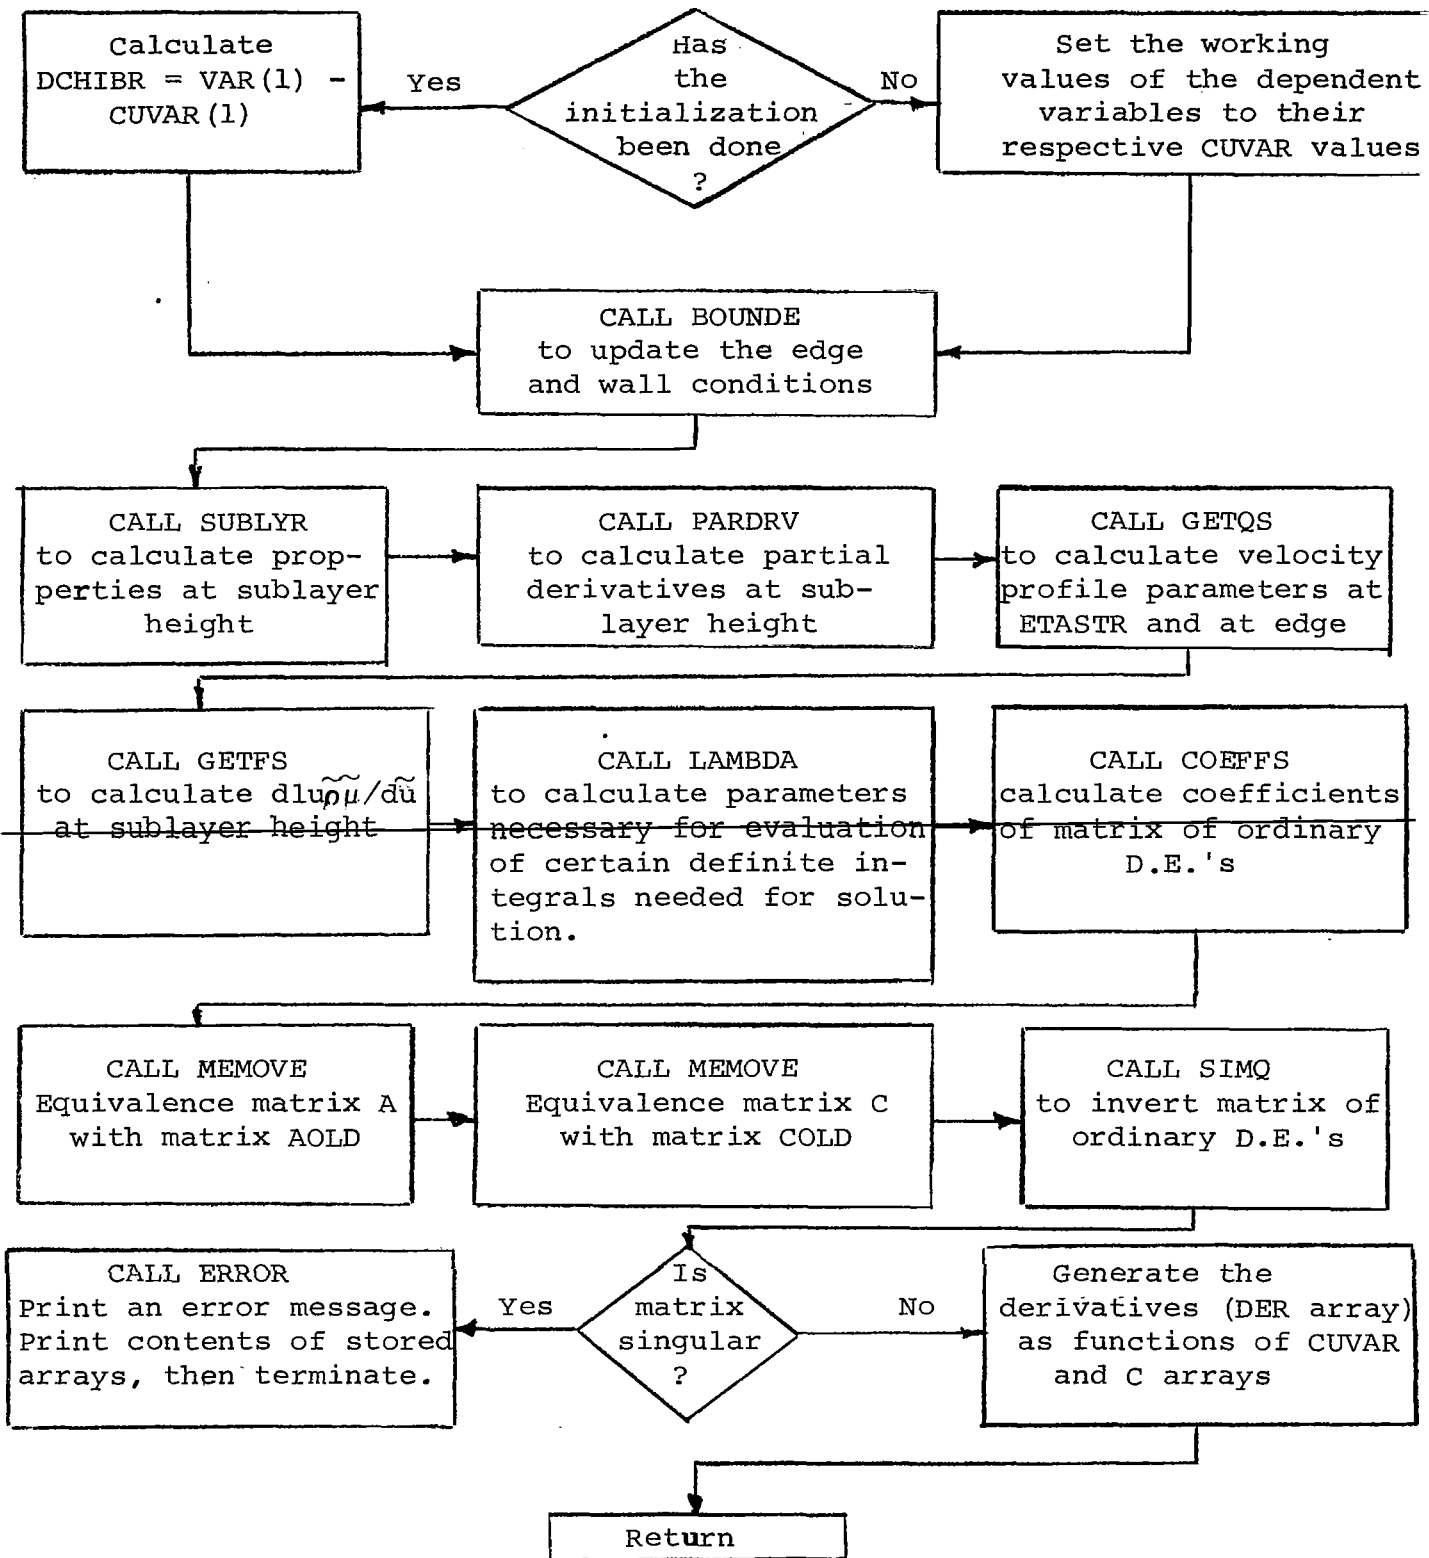 Calculate
DCHIBR = VAR(1) -
CUVAR(1)
Yes
Has
the
initialization
been done
?
No
Set the working
values of the dependent
variables to their
respective CUVAR values
CALL BOUNDE
to update the edge
and wall conditions
CALL SUBLYR
to calculate prop-
perties at sublayer
height
CALL PARDRV
to calculate partial
derivatives at sub-
layer height
CALL GETQS
to calculate velocity
profile parameters at
ETASTR and at edge
CALL GETFS
to calculate dluρ̃μ̃/dũ
at sublayer height
CALL LAMBDA
to calculate parameters
necessary for evaluation
of certain definite in-
tegrals needed for solu-
tion.
CALL COEFFS
calculate coefficients
of matrix of ordinary
D.E.'s
CALL MEMOVE
Equivalence matrix A
with matrix AOLD
CALL MEMOVE
Equivalence matrix C
with matrix COLD
CALL SIMQ
to invert matrix of
ordinary D.E.'s
CALL ERROR
Print an error message.
Print contents of stored
arrays, then terminate.
Yes
Is
matrix
singular
?
No
Generate the
derivatives (DER array)
as functions of CUVAR
and C arrays
Return